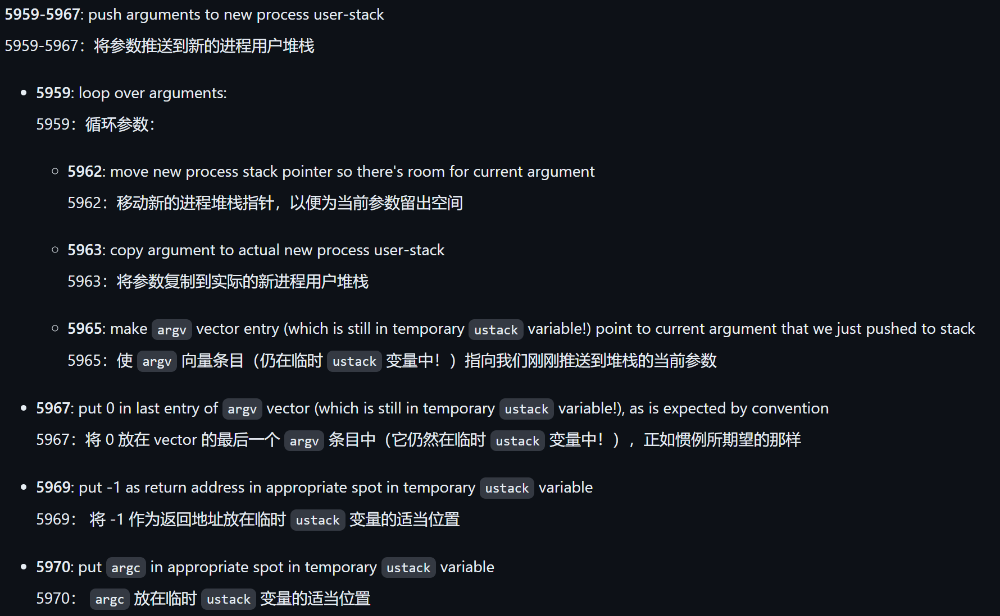 5959-5967: push arguments to new process user-stack
5959-5967：将参数推送到新的进程用户堆栈
5959: loop over arguments:
5959：循环参数：
5962: move new process stack pointer so there's room for current argument
5962：移动新的进程堆栈指针，以便为当前参数留出空间
5963: copy argument to actual new process user-stack
5963：将参数复制到实际的新进程用户堆栈
5965: make argv vector entry (which is still in temporary ustack variable!) point to current argument that we just pushed to stack
5965：使 argv 向量条目（仍在临时 ustack 变量中！）指向我们刚刚推送到堆栈的当前参数
5967: put 0 in last entry of argv vector (which is still in temporary ustack variable!), as is expected by convention
5967：将 0 放在 vector 的最后一个 argv 条目中（它仍然在临时 ustack 变量中！），正如惯例所期望的那样
5969: put -1 as return address in appropriate spot in temporary ustack variable
5969： 将 -1 作为返回地址放在临时 ustack 变量的适当位置
5970: put argc in appropriate spot in temporary ustack variable
5970： argc 放在临时 ustack 变量的适当位置